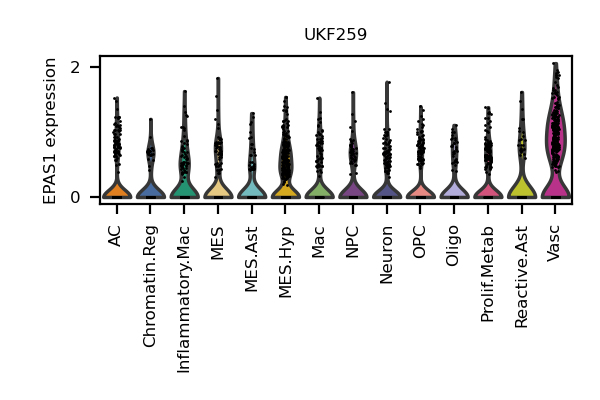 UKF259
EPAS1 expression
2
0
AC
Chromatin.Reg
Inflammatory.Mac
MES
MES.Ast
MES.Hyp
Mac
NPC
Neuron
OPC
Oligo
Prolif.Metab
Reactive.Ast
Vasc